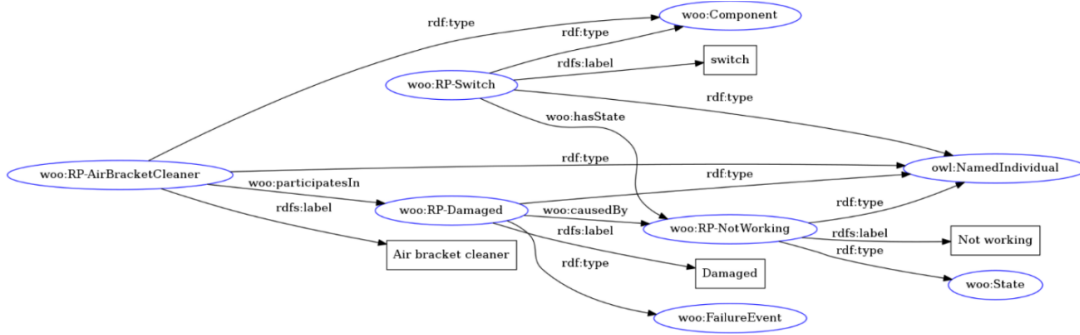 woo:Component
rdf:type
rdf:type
switch
rdfs:label
woo:RP-Switch
rdf:type
woo:hasState
rdf:type
owl:NamedIndividual
woo:RP-AirBracketCleaner
woo:participatesIn
rdf:type
rdfs:label
woo:RP-Damaged
woo:causedBy
rdf:type
woo:RP-NotWorking
rdfs:label
rdfs:label
Not working
Air bracket cleaner
rdf:type
rdf:type
Damaged
woo:State
woo:FailureEvent